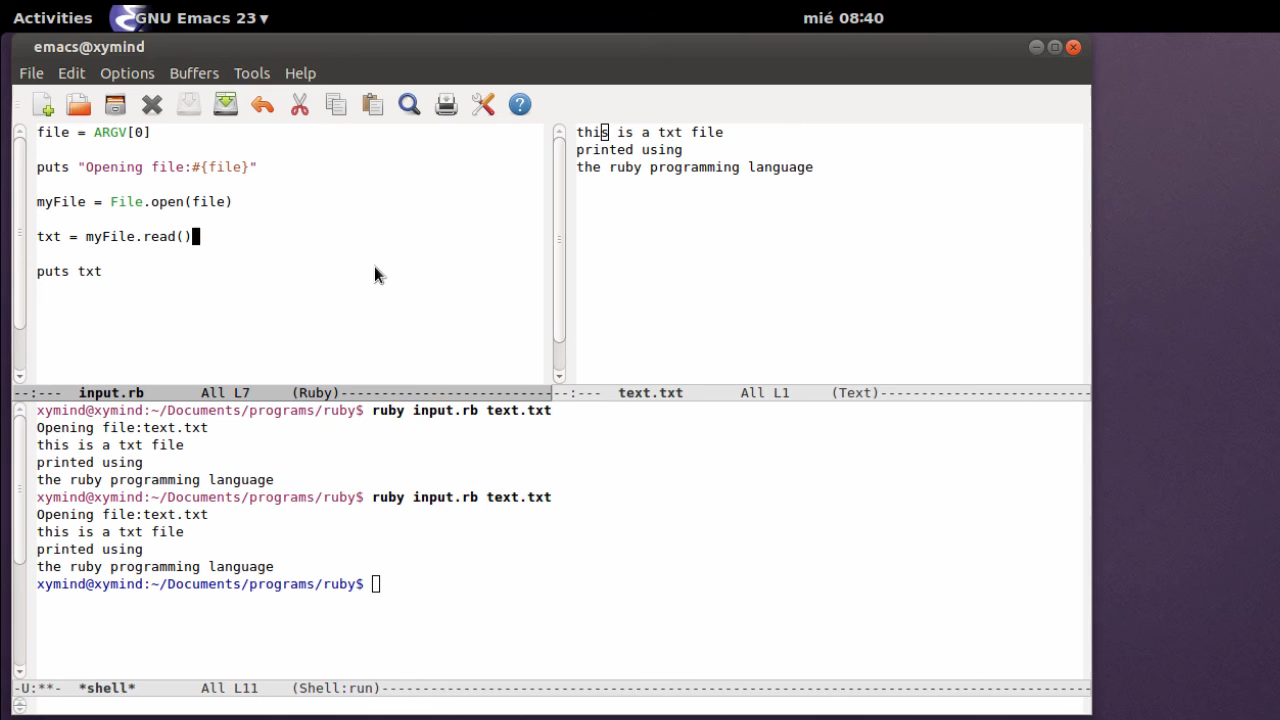 Activities GNU Emacs 23 mié 08:40
emacs@xymind
File Edit Options Buffers Tools Help
file = ARGV[0]
puts "Opening file:#{file}"
myFile = File.open(file)
txt = myFile.read()
puts txt
this is a txt file
printed using
the ruby programming language
--:--- input.rb All L7 (Ruby)--------------------------
--:--- text.txt All L1 (Text)--------------------------
xymind@xymind:~/Documents/programs/ruby$ ruby input.rb text.txt
Opening file:text.txt
this is a txt file
printed using
the ruby programming language
xymind@xymind:~/Documents/programs/ruby$ ruby input.rb text.txt
Opening file:text.txt
this is a txt file
printed using
the ruby programming language
xymind@xymind:~/Documents/programs/ruby$
-U:**- *shell* All L11 (Shell:run)--------------------------